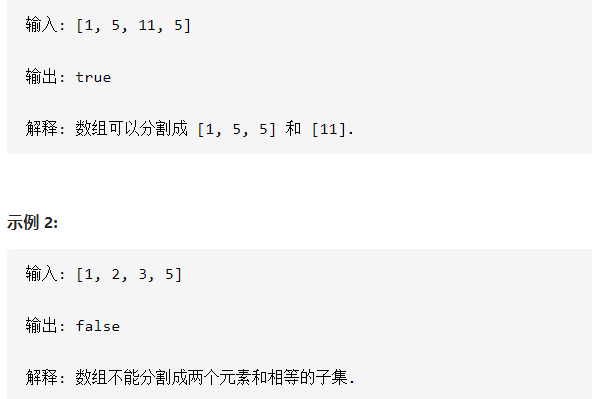 输入: [1, 5, 11, 5]
输出: true
解释: 数组可以分割成 [1, 5, 5] 和 [11].
示例 2:
输入: [1, 2, 3, 5]
输出: false
解释: 数组不能分割成两个元素和相等的子集.